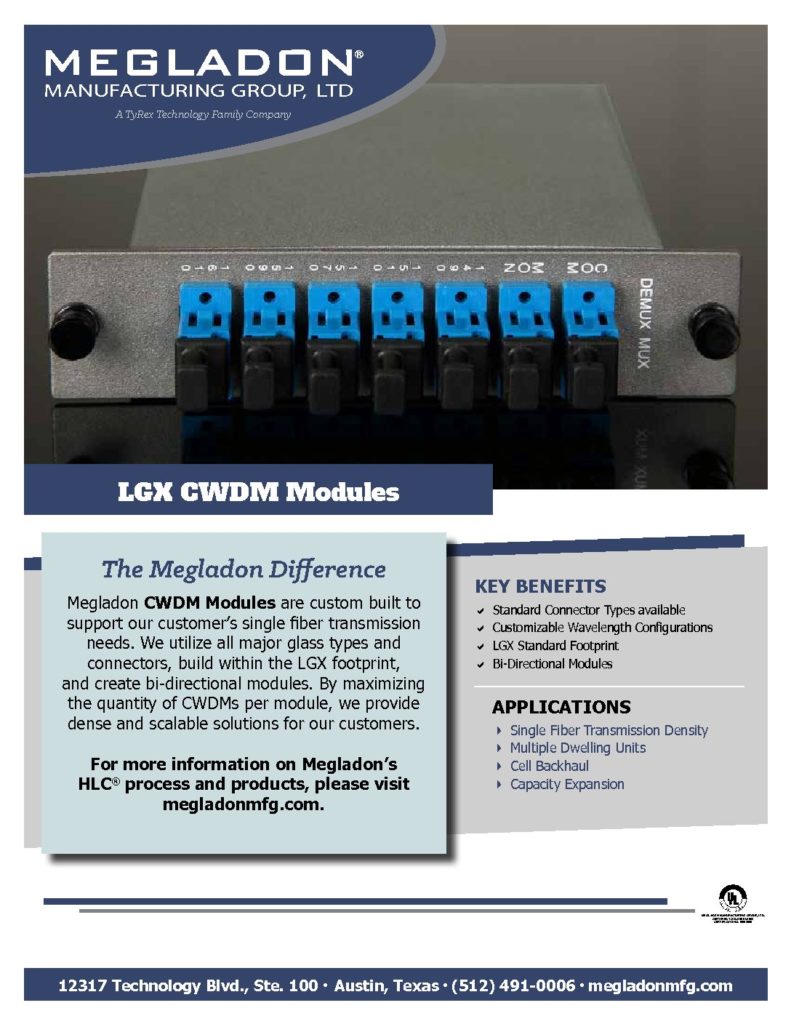 MEGLADON®
MANUFACTURING GROUP, LTD
A TyRex Technology Family Company
1610
1590
1570
1510
1490
MON
COM
DEMUX MUX
LGX CWDM Modules
The Megladon Difference
Megladon CWDM Modules are custom built to
support our customer's single fiber transmission
needs. We utilize all major glass types and
connectors, build within the LGX footprint,
and create bi-directional modules. By maximizing
the quantity of CWDMs per module, we provide
dense and scalable solutions for our customers.
For more information on Megladon's
HLC® process and products, please visit
megladonmfg.com.
KEY BENEFITS
Standard Connector Types available
Customizable Wavelength Configurations
LGX Standard Footprint
Bi-Directional Modules
APPLICATIONS
Single Fiber Transmission Density
Multiple Dwelling Units
Cell Backhaul
Capacity Expansion
UL
12317 Technology Blvd., Ste. 100 · Austin, Texas · (512) 491-0006 · megladonmfg.com